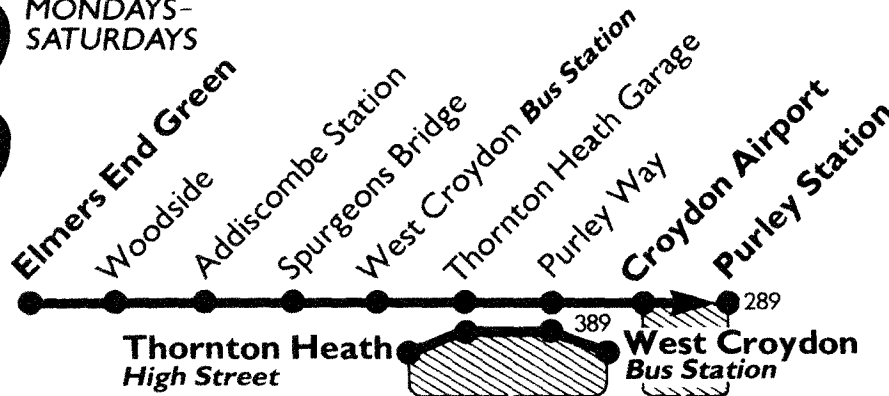 MONDAYS–
SATURDAYS
Elmers End Green
Woodside
Addiscombe Station
Spurgeons Bridge
West Croydon Bus Station
Thornton Heath Garage
Purley Way
Croydon Airport
Purley Station
289
389
Thornton Heath
High Street
West Croydon
Bus Station